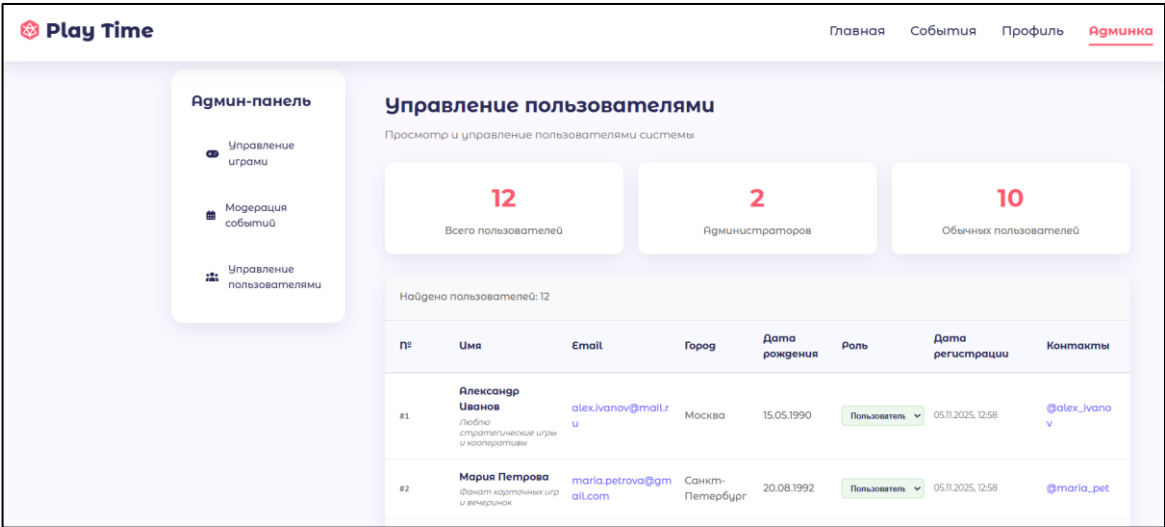 Play Time
Главная События Профиль Админка
Админ-панель
Управление
играми
Модерация
событий
Управление
пользователями
Управление пользователями
Просмотр и управление пользователями системы
12 2 10
Всего пользователей Администраторов Обычных пользователей
Найдено пользователей: 12
№ Имя Email Город Дата рождения Роль Дата регистрации Контакты
#1
Александр
Иванов
Люблю
стратегические игры
и кооперативы
alex.ivanov@mail.r
u
Москва
15.05.1990
Пользователь
05.11.2025, 12:58
@alex_ivano
v
#2
Мария Петрова
Фанат карточных игр
и вечеринок
maria.petrova@gm
ail.com
Санкт-
Петербург
20.08.1992
Пользователь
05.11.2025, 12:58
@maria_pet